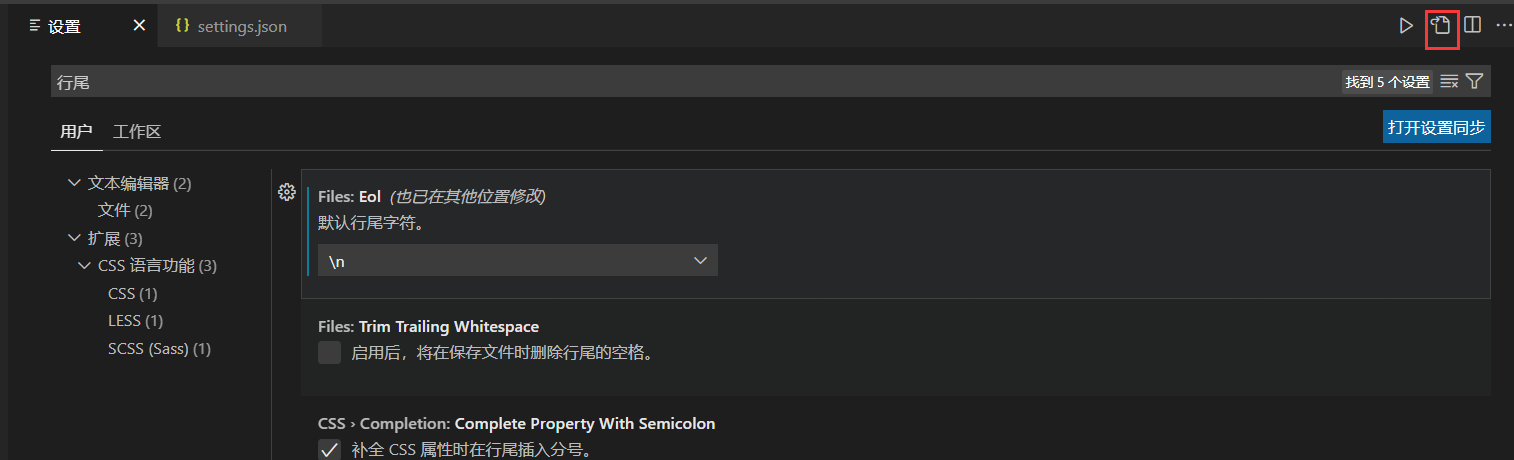 设置
{} settings.json
行尾
找到 5 个设置
用户 工作区
打开设置同步
文本编辑器 (2)
文件 (2)
扩展 (3)
CSS 语言功能 (3)
CSS (1)
LESS (1)
SCSS (Sass) (1)
Files: Eol (也已在其他位置修改)
默认行尾字符。
\n
Files: Trim Trailing Whitespace
启用后，将在保存文件时删除行尾的空格。
CSS › Completion: Complete Property With Semicolon
补全 CSS 属性时在行尾插入分号。